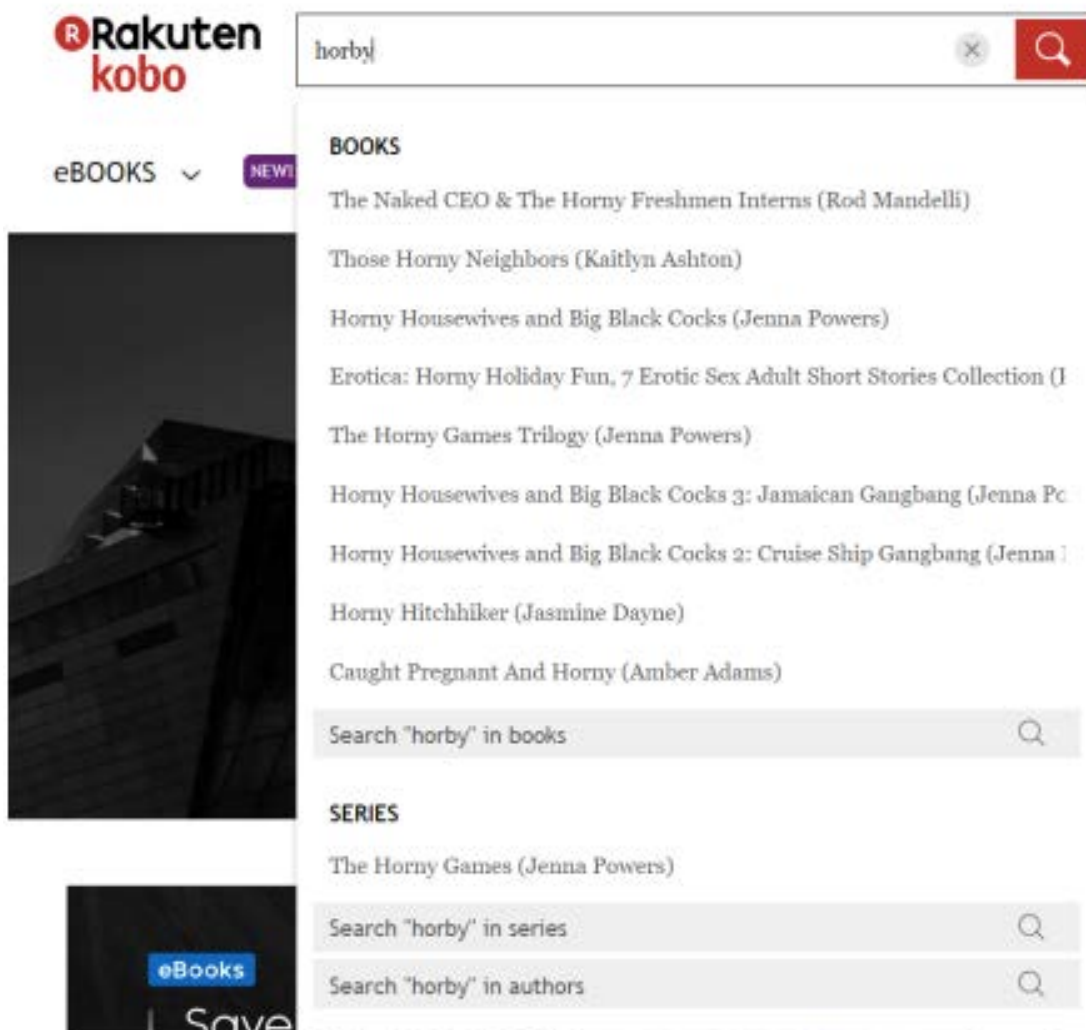 Rakuten
kobo
horby
eBOOKS
NEW!
BOOKS
The Naked CEO & The Horny Freshmen Interns (Rod Mandelli)
Those Horny Neighbors (Kaitlyn Ashton)
Horny Housewives and Big Black Cocks (Jenna Powers)
Erotica: Horny Holiday Fun, 7 Erotic Sex Adult Short Stories Collection (
The Horny Games Trilogy (Jenna Powers)
Horny Housewives and Big Black Cocks 3: Jamaican Gangbang (Jenna Po
Horny Housewives and Big Black Cocks 2: Cruise Ship Gangbang (Jenna
Horny Hitchhiker (Jasmine Dayne)
Caught Pregnant And Horny (Amber Adams)
Search "horby" in books
SERIES
The Horny Games (Jenna Powers)
Search "horby" in series
eBooks
Search "horby" in authors
Save